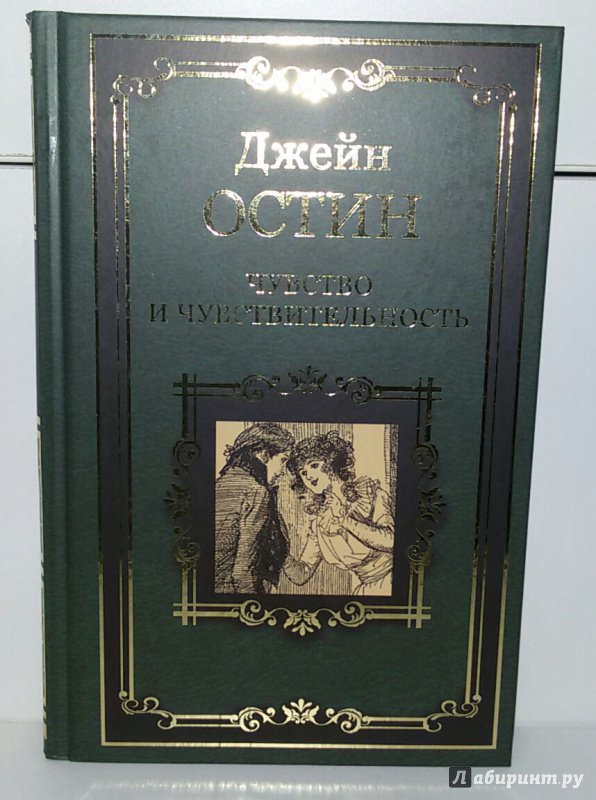 Джейн
ОСТИН
ЧУВСТВО
И ЧУВСТВИТЕЛЬНОСТЬ
Лабиринт.ру